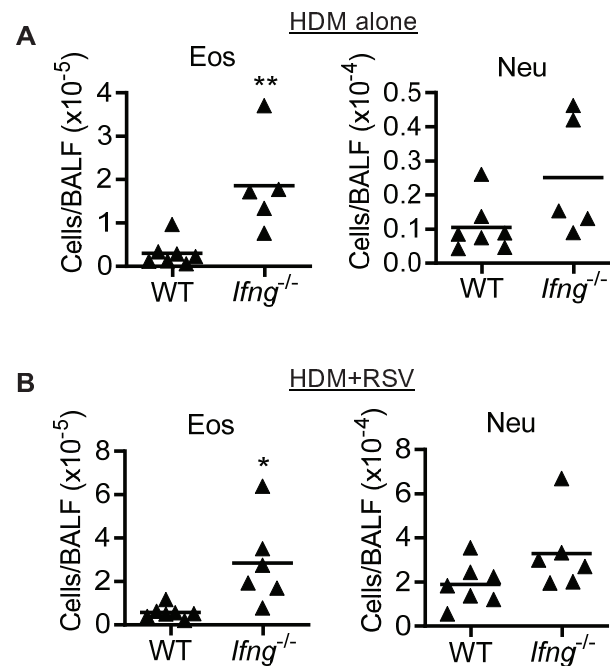 A
HDM alone
Eos
Neu
Cells/BALF (x10-5)
4
3
2
1
0
**
WT
Ifng-/-
Cells/BALF (x10-4)
0.5
0.4
0.3
0.2
0.1
0.0
WT
Ifng-/-
B
HDM+RSV
Eos
Neu
Cells/BALF (x10-5)
8
6
4
2
0
*
WT
Ifng-/-
Cells/BALF (x10-4)
8
6
4
2
0
WT
Ifng-/-